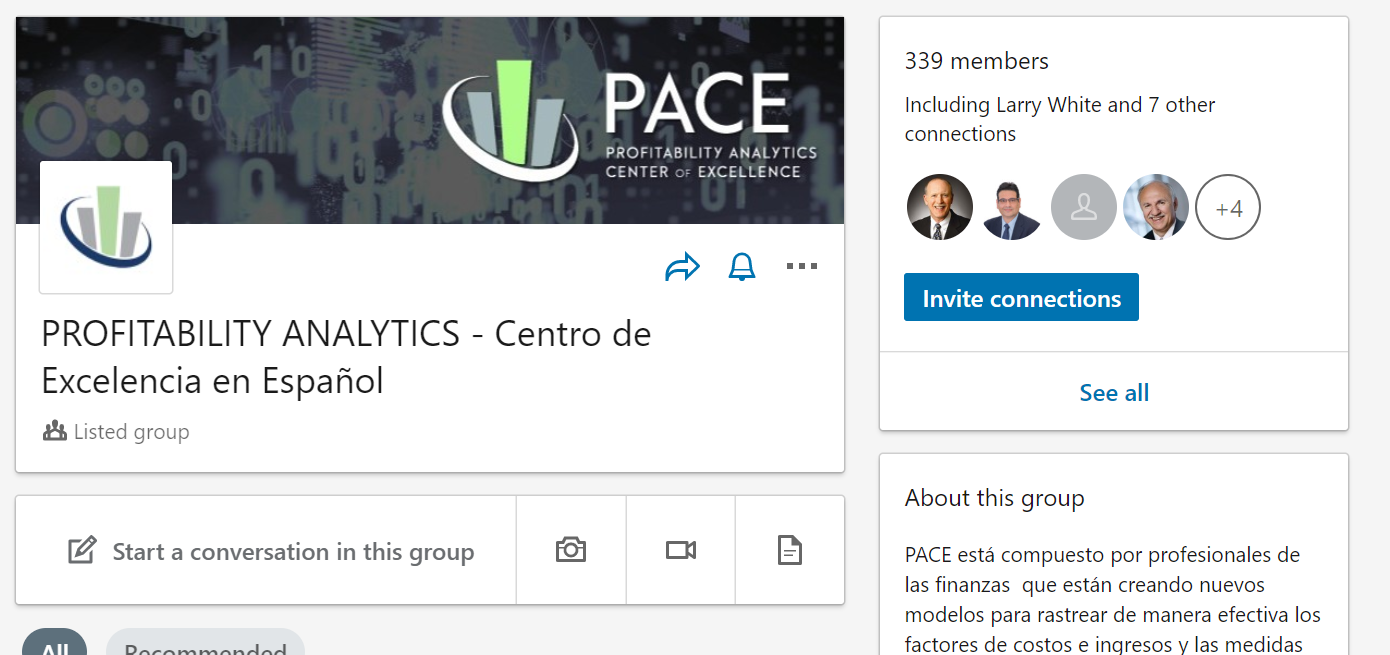 PACE
PROFITABILITY ANALYTICS
CENTER OF EXCELLENCE
PROFITABILITY ANALYTICS - Centro de
Excelencia en Español
Listed group
Start a conversation in this group
All
Recommended
339 members
Including Larry White and 7 other
connections
+4
Invite connections
See all
About this group
PACE está compuesto por profesionales de
las finanzas  que están creando nuevos
modelos para rastrear de manera efectiva los
factores de costos e ingresos y las medidas